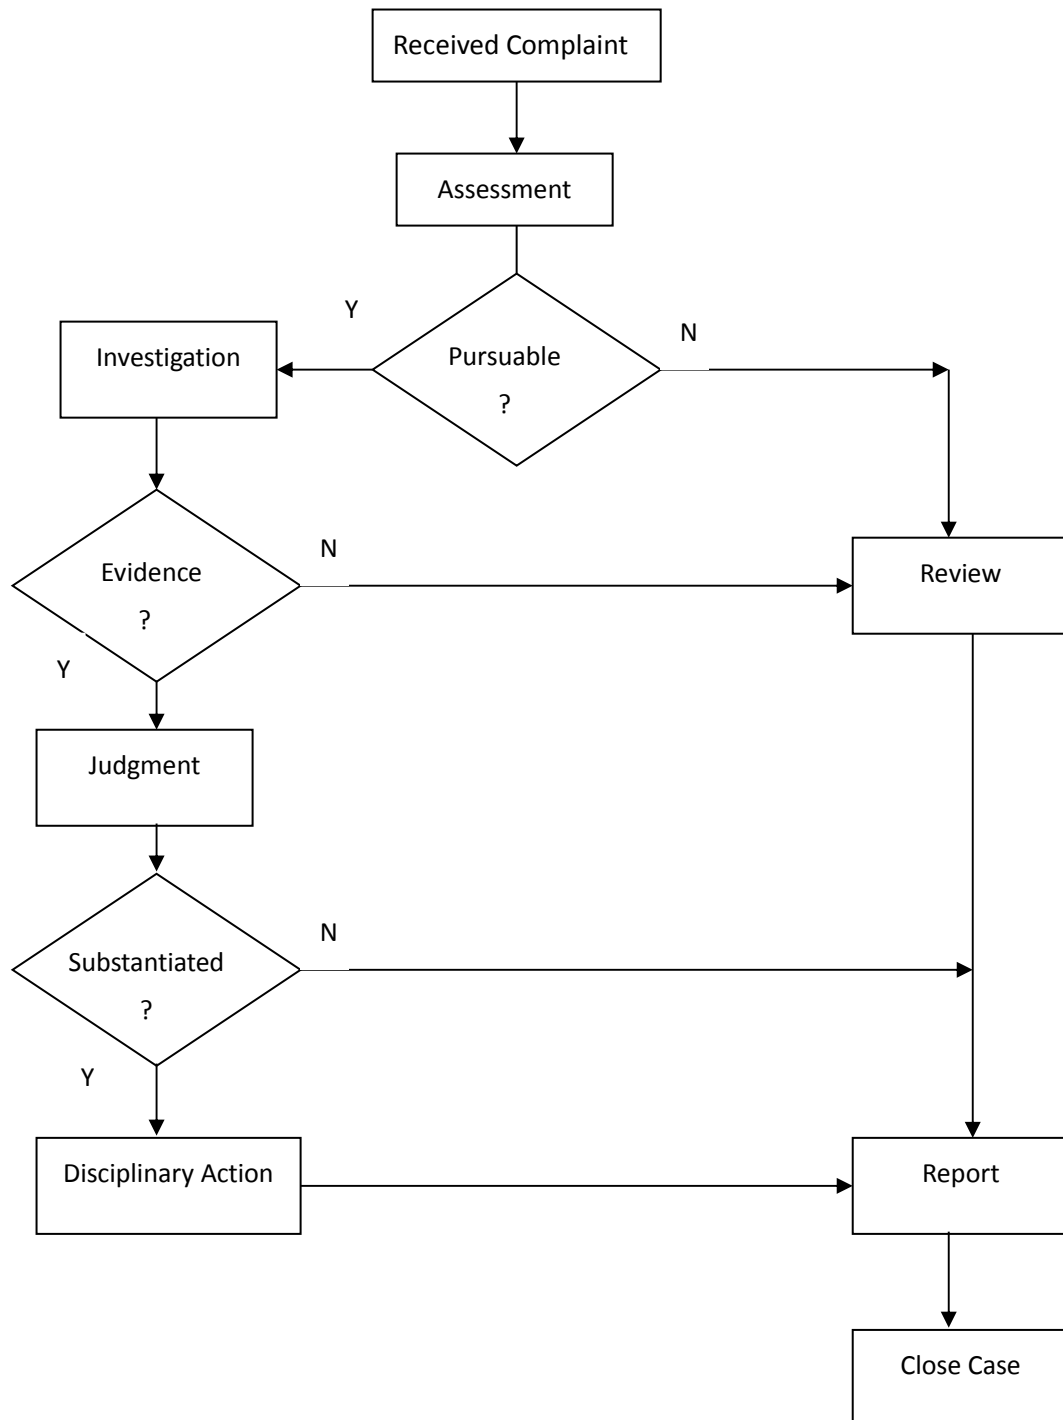 Received Complaint
Assessment
Y
N
Investigation
Pursuable
?
N
Evidence
?
Review
Y
Judgment
N
Substantiated
?
Y
Disciplinary Action
Report
Close Case